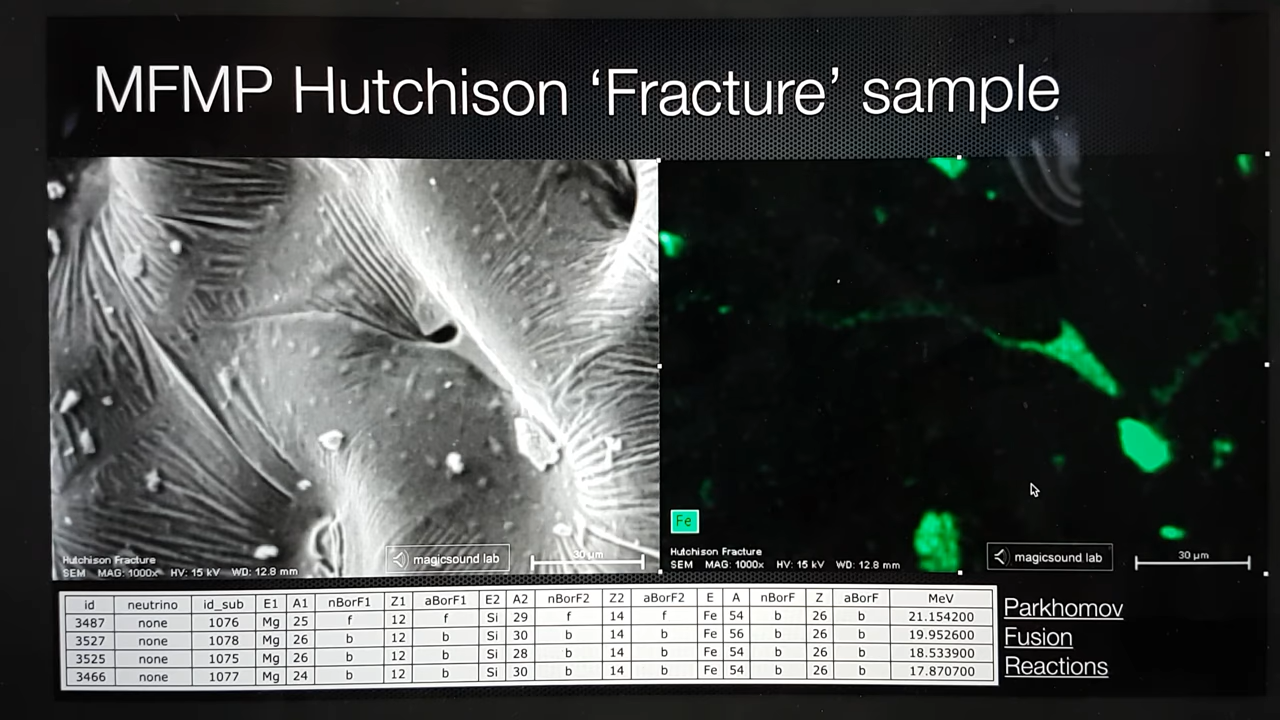 MFMP Hutchison ‘Fracture’ sample
Hutchison Fracture
SEM MAG: 1000x HV: 15 kV WD: 12.8 mm
magicsound lab
30 µm
Fe
Hutchison Fracture
SEM MAG: 1000x HV: 15 kV WD: 12.8 mm
magicsound lab
30 µm
id neutrino id_sub E1 A1 nBorF1 Z1 aBorF1 E2 A2 nBorF2 Z2 aBorF2 E A nBorF Z aBorF MeV
3487 none 1076 Mg 25 f 12 f Si 29 f 14 f Fe 54 b 26 b 21.154200
3527 none 1078 Mg 26 b 12 b Si 30 b 14 b Fe 56 b 26 b 19.952600
3525 none 1075 Mg 26 b 12 b Si 28 b 14 b Fe 54 b 26 b 18.533900
3466 none 1077 Mg 24 b 12 b Si 30 b 14 b Fe 54 b 26 b 17.870700
Parkhomov
Fusion
Reactions